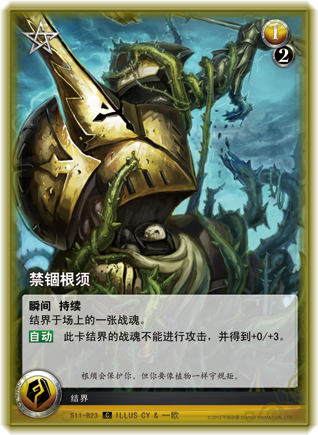 1
2
禁锢根须
瞬间 持续
结界于场上的一张战魂。
自动 此卡结界的战魂不能进行攻击，并得到+0/+3。
根须会保护你，但你要像植物一样守规矩。
结界
S11-023 C ILLUS CY & 一欧